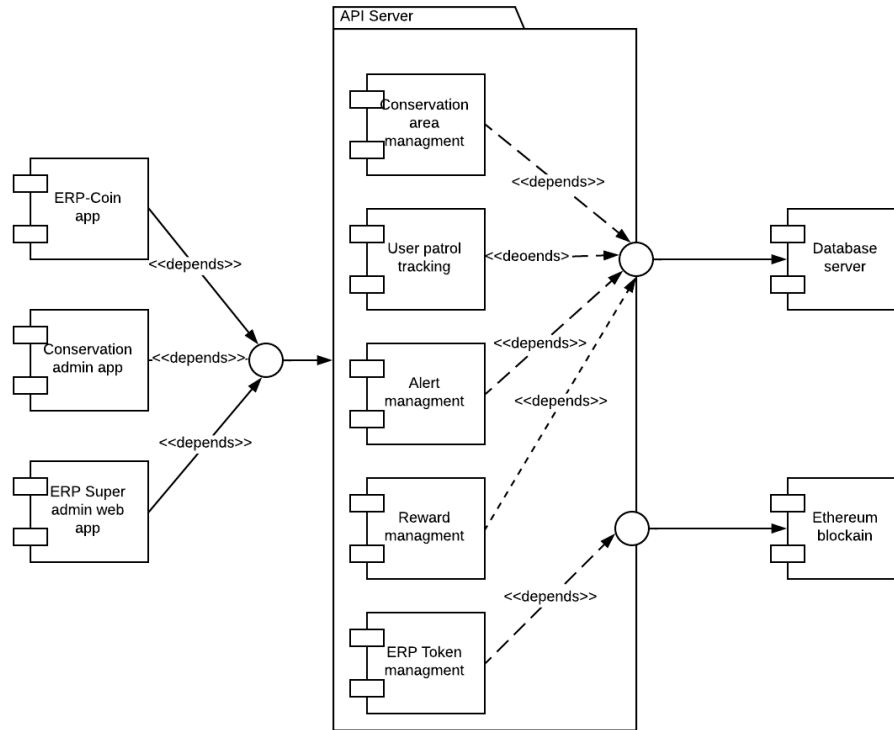 API Server
Conservation
area
managment
<<depends>>
ERP-Coin
app
<<depends>>
User patrol
tracking
<<deoends>
Database
server
Conservation
admin app
<<depends>>
Alert
managment
<<depends>>
<<depends>>
ERP Super
admin web
app
<<depends>>
Reward
managment
Ethereum
blockain
<<depends>>
ERP Token
managment